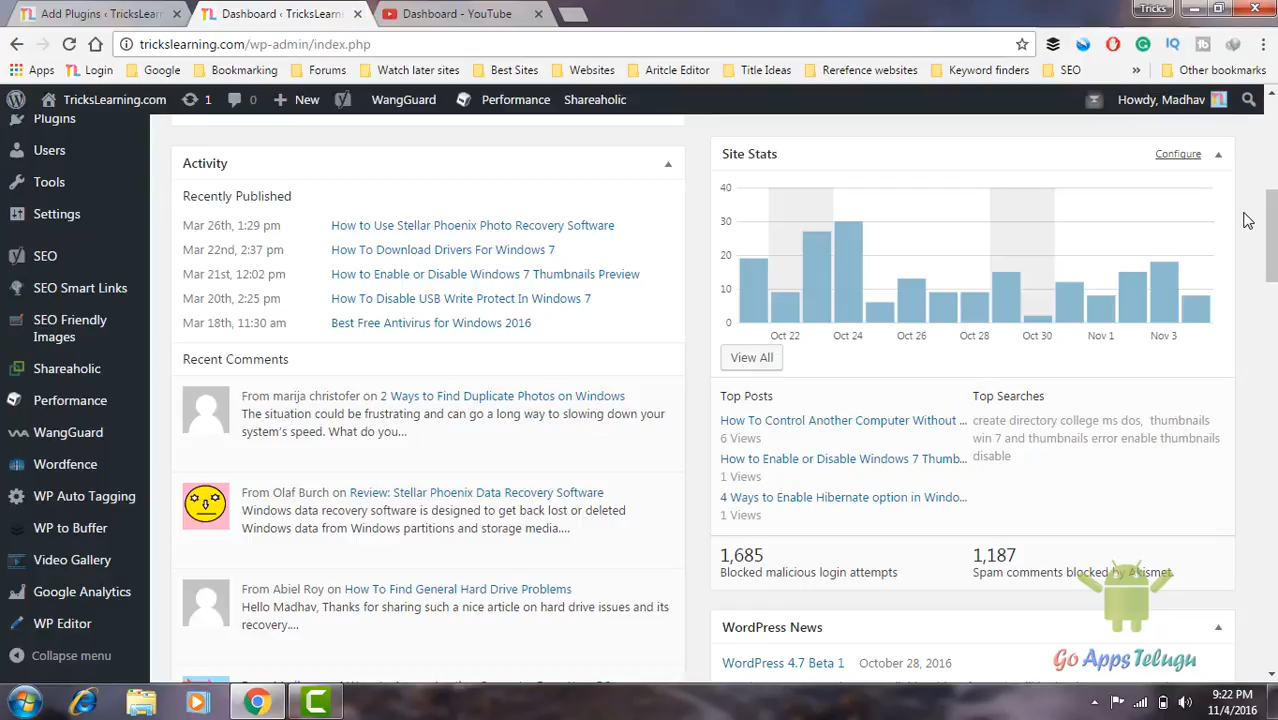 Add Plugins ‹ TricksLearn
Dashboard ‹ TricksLearn
Dashboard - YouTube
Tricks
trickslearning.com/wp-admin/index.php
Apps Login Google Bookmarking Forums Watch later sites Best Sites Websites Aritcle Editor Title Ideas Rerefence websites Keyword finders SEO » Other bookmarks
TricksLearning.com 1 0 New WangGuard Performance Shareaholic Howdy, Madhav
Plugins
Users
Tools
Settings
SEO
SEO Smart Links
SEO Friendly
Images
Shareaholic
Performance
WangGuard
Wordfence
WP Auto Tagging
WP to Buffer
Video Gallery
Google Analytics
WP Editor
Collapse menu
Activity
Recently Published
Mar 26th, 1:29 pm How to Use Stellar Phoenix Photo Recovery Software
Mar 22nd, 2:37 pm How To Download Drivers For Windows 7
Mar 21st, 12:02 pm How to Enable or Disable Windows 7 Thumbnails Preview
Mar 20th, 2:25 pm How To Disable USB Write Protect In Windows 7
Mar 18th, 11:30 am Best Free Antivirus for Windows 2016
Recent Comments
From marija christofer on 2 Ways to Find Duplicate Photos on Windows
The situation could be frustrating and can go a long way to slowing down your
system's speed. What do you...
From Olaf Burch on Review: Stellar Phoenix Data Recovery Software
Windows data recovery software is designed to get back lost or deleted
Windows data from Windows partitions and storage media....
From Abiel Roy on How To Find General Hard Drive Problems
Hello Madhav, Thanks for sharing such a nice article on hard drive issues and its
recovery....
Site Stats Configure
40
30
20
10
0
Oct 22 Oct 24 Oct 26 Oct 28 Oct 30 Nov 1 Nov 3
View All
Top Posts
How To Control Another Computer Without ...
6 Views
How to Enable or Disable Windows 7 Thumb...
1 Views
4 Ways to Enable Hibernate option in Windo...
1 Views
Top Searches
create directory college ms dos, thumbnails
win 7 and thumbnails error enable thumbnails
disable
1,685
Blocked malicious login attempts
1,187
Spam comments blocked by Akismet.
WordPress News
WordPress 4.7 Beta 1 October 28, 2016
Go Apps Telugu
9:22 PM
11/4/2016